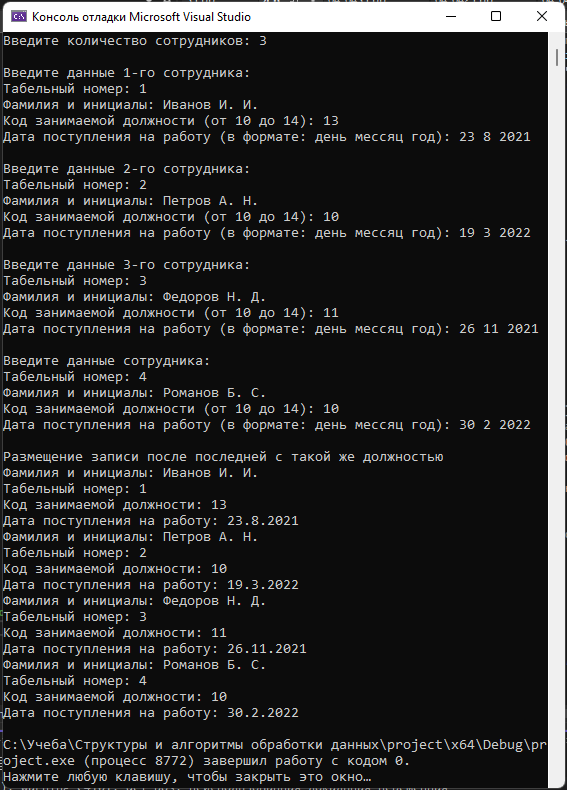 Консоль отладки Microsoft Visual Studio
Введите количество сотрудников: 3
Введите данные 1-го сотрудника:
Табельный номер: 1
Фамилия и инициалы: Иванов И. И.
Код занимаемой должности (от 10 до 14): 13
Дата поступления на работу (в формате: день мессяц год): 23 8 2021
Введите данные 2-го сотрудника:
Табельный номер: 2
Фамилия и инициалы: Петров А. Н.
Код занимаемой должности (от 10 до 14): 10
Дата поступления на работу (в формате: день мессяц год): 19 3 2022
Введите данные 3-го сотрудника:
Табельный номер: 3
Фамилия и инициалы: Федоров Н. Д.
Код занимаемой должности (от 10 до 14): 11
Дата поступления на работу (в формате: день мессяц год): 26 11 2021
Введите данные сотрудника:
Табельный номер: 4
Фамилия и инициалы: Романов Б. С.
Код занимаемой должности (от 10 до 14): 10
Дата поступления на работу (в формате: день мессяц год): 30 2 2022
Размещение записи после последней с такой же должностью
Фамилия и инициалы: Иванов И. И.
Табельный номер: 1
Код занимаемой должности: 13
Дата поступления на работу: 23.8.2021
Фамилия и инициалы: Петров А. Н.
Табельный номер: 2
Код занимаемой должности: 10
Дата поступления на работу: 19.3.2022
Фамилия и инициалы: Федоров Н. Д.
Табельный номер: 3
Код занимаемой должности: 11
Дата поступления на работу: 26.11.2021
Фамилия и инициалы: Романов Б. С.
Табельный номер: 4
Код занимаемой должности: 10
Дата поступления на работу: 30.2.2022
C:\Учеба\Структуры и алгоритмы обработки данных\project\x64\Debug\pr
oject.exe (процесс 8772) завершил работу с кодом 0.
Нажмите любую клавишу, чтобы закрыть это окно…